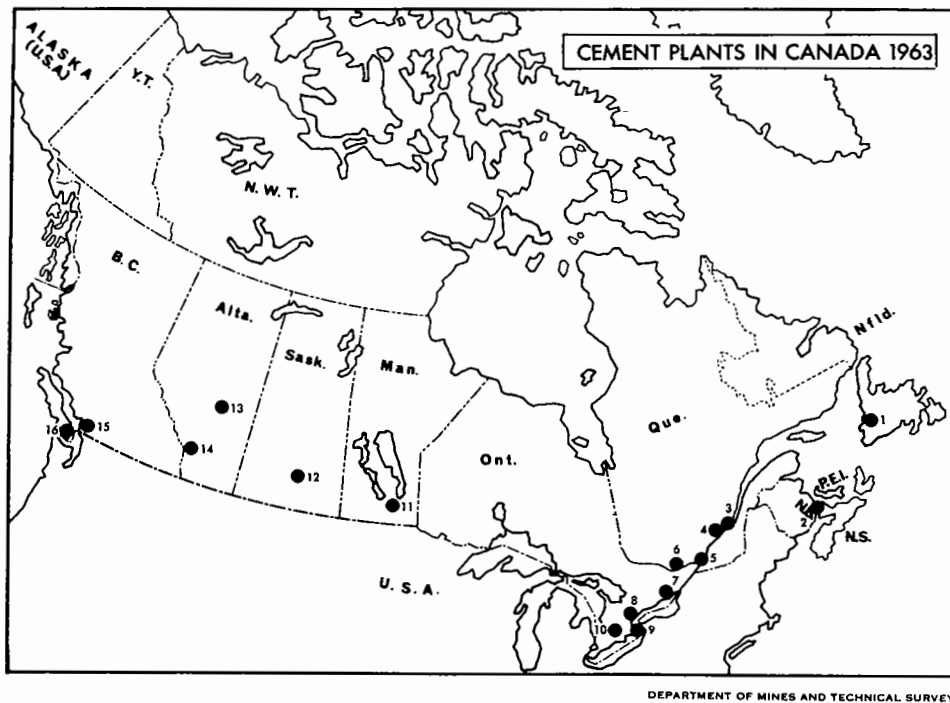 CEMENT PLANTS IN CANADA 1963
ALASKA
(U.S.A)
Y.T.
N.W.T.
B.C.
Alta.
Sask.
Man.
Ont.
Que.
Nfld.
P.E.I.
N.S.
U.S.A.
1
2
3
4
5
6
7
8
9
10
11
12
13
14
15
16
DEPARTMENT OF MINES AND TECHNICAL SURVEY